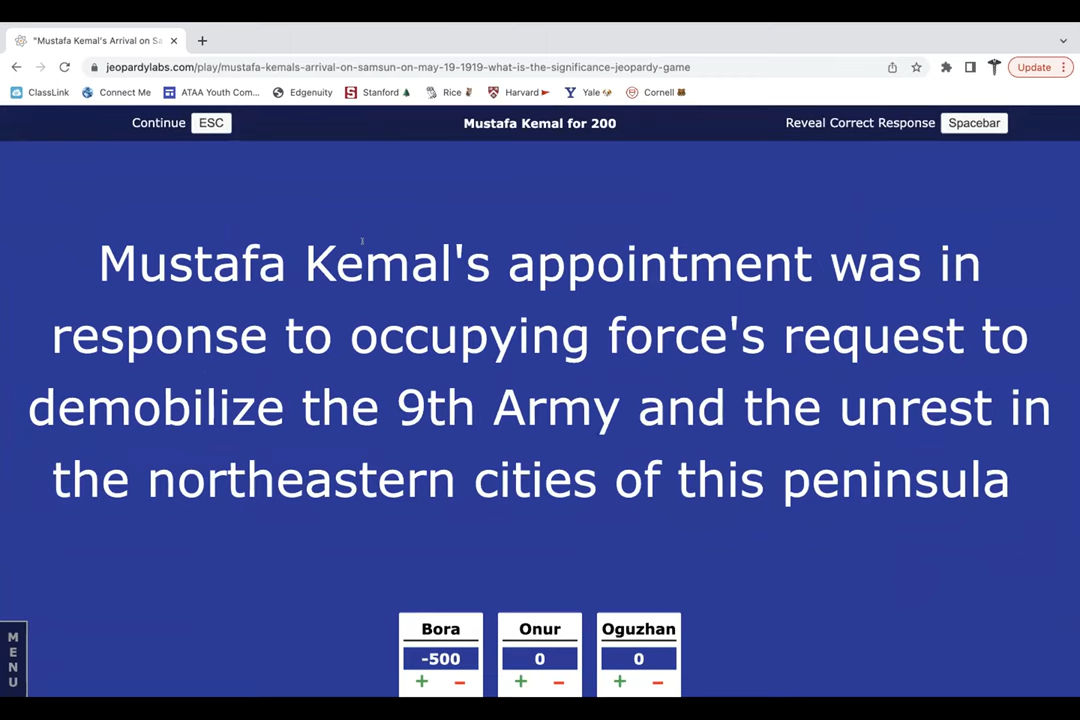 "Mustafa Kemal's Arrival on Sa
jeopardylabs.com/play/mustafa-kemals-arrival-on-samsun-on-may-19-1919-what-is-the-significance-jeopardy-game
Update
ClassLink Connect Me ATAA Youth Com... Edgenuity Stanford Rice Harvard Yale Cornell
Continue ESC Mustafa Kemal for 200 Reveal Correct Response Spacebar
Mustafa Kemal's appointment was in
response to occupying force's request to
demobilize the 9th Army and the unrest in
the northeastern cities of this peninsula
MENU
Bora Onur Oguzhan
-500 0 0
+ − + − + −